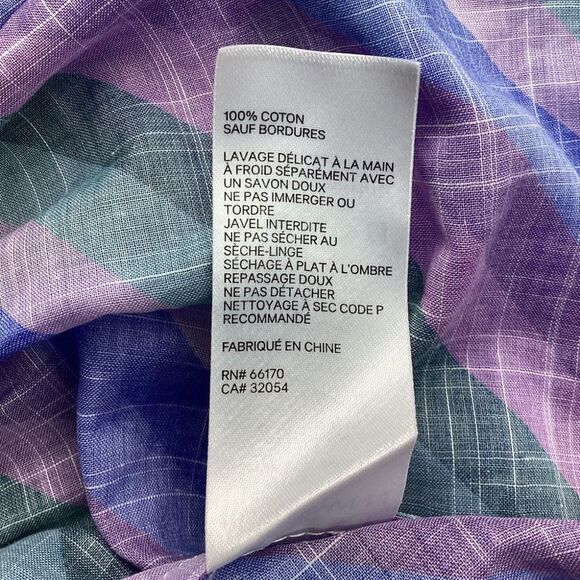 100% COTON
SAUF BORDURES
LAVAGE DÉLICAT À LA MAIN
À FROID SÉPARÉMENT AVEC
UN SAVON DOUX
NE PAS IMMERGER OU
TORDRE
JAVEL INTERDITE
NE PAS SÉCHER AU
SÈCHE-LINGE
SÉCHAGE À PLAT À L'OMBRE
REPASSAGE DOUX
NE PAS DÉTACHER
NETTOYAGE À SEC CODE P
RECOMMANDÉ
FABRIQUÉ EN CHINE
RN# 66170
CA# 32054